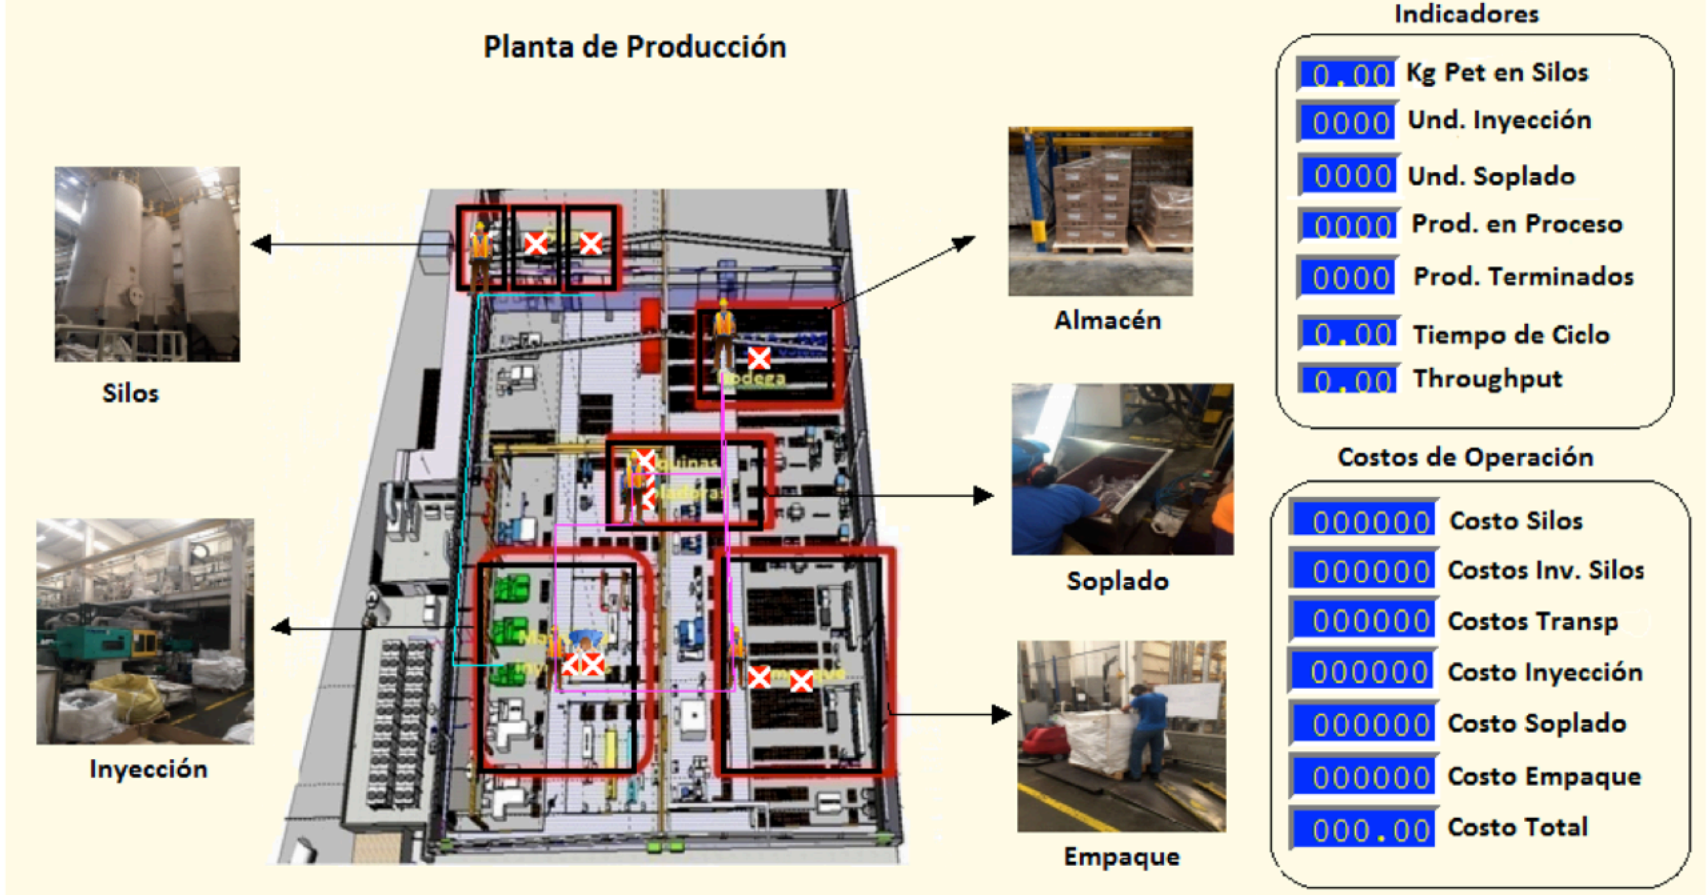 Planta de Producción
Silos
Inyección
Bodega
Almacén
Soplado
Empaque
Indicadores
0.00 Kg Pet en Silos
0000 Und. Inyección
0000 Und. Soplado
0000 Prod. en Proceso
0000 Prod. Terminados
0.00 Tiempo de Ciclo
0.00 Throughput
Costos de Operación
000000 Costo Silos
000000 Costos Inv. Silos
000000 Costos Transp
000000 Costo Inyección
000000 Costo Soplado
000000 Costo Empaque
000.00 Costo Total